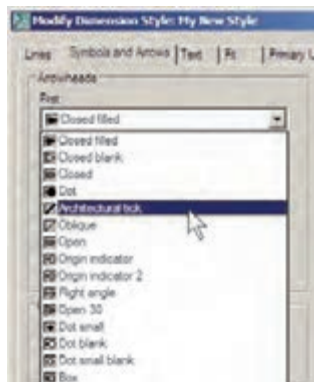 Modify Dimension Style: My New Style
Lines Symbols and Arrows Text Fit Primary U
Arrowheads
First:
Closed filled
Closed filled
Closed blank
Closed
Dot
Architectural tick
Oblique
Open
Origin indicator
Origin indicator 2
Right angle
Open 30
Dot small
Dot blank
Dot small blank
Box